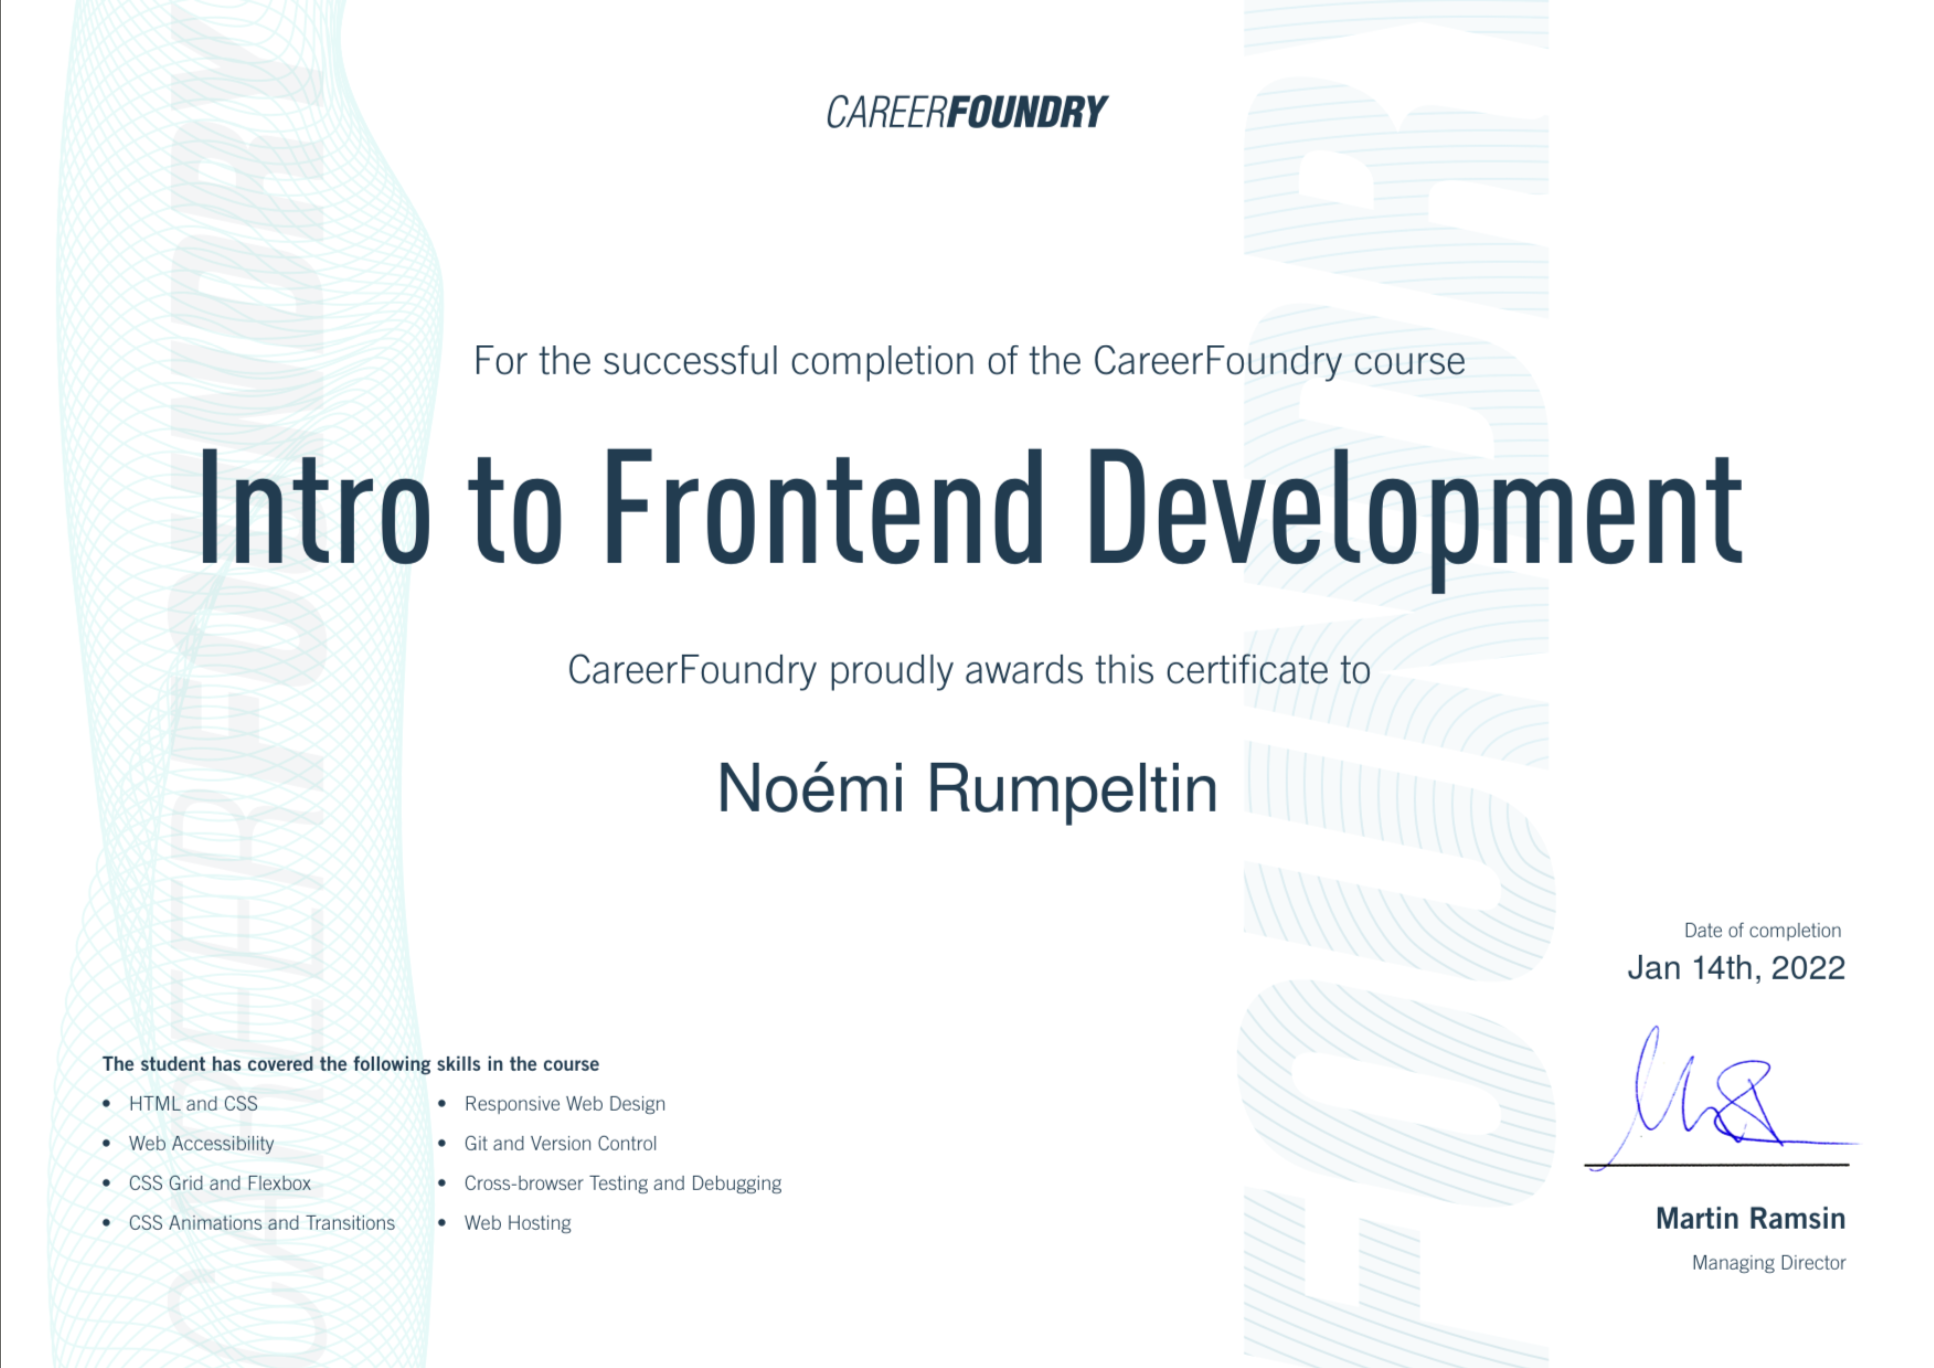 CAREERFOUNDRY
For the successful completion of the CareerFoundry course
Intro to Frontend Development
CareerFoundry proudly awards this certificate to
Noémi Rumpeltin
Date of completion
Jan 14th, 2022
The student has covered the following skills in the course
• HTML and CSS
• Web Accessibility
• CSS Grid and Flexbox
• CSS Animations and Transitions
• Responsive Web Design
• Git and Version Control
• Cross-browser Testing and Debugging
• Web Hosting
Martin Ramsin
Managing Director
CAREERFOUNDRY
FOUNDR